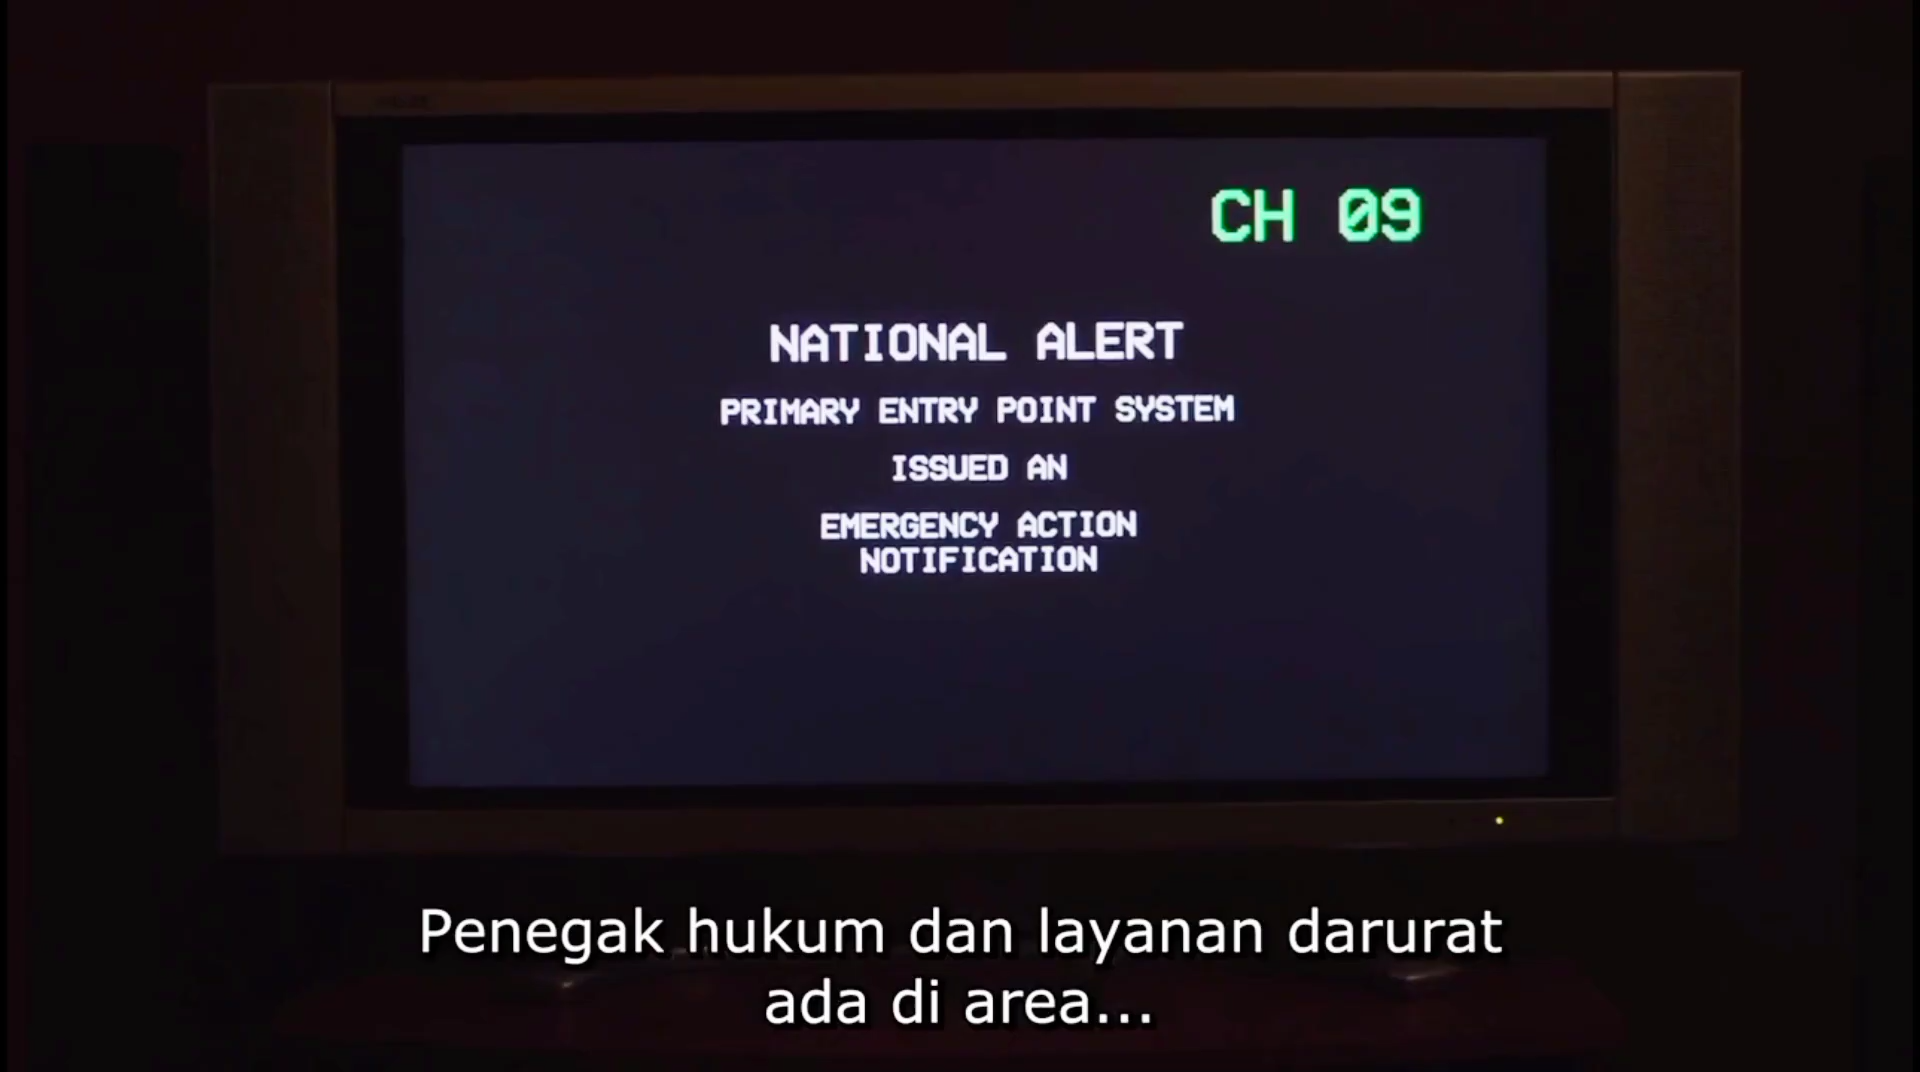 CH 09
NATIONAL ALERT
PRIMARY ENTRY POINT SYSTEM
ISSUED AN
EMERGENCY ACTION
NOTIFICATION
Penegak hukum dan layanan darurat
ada di area...